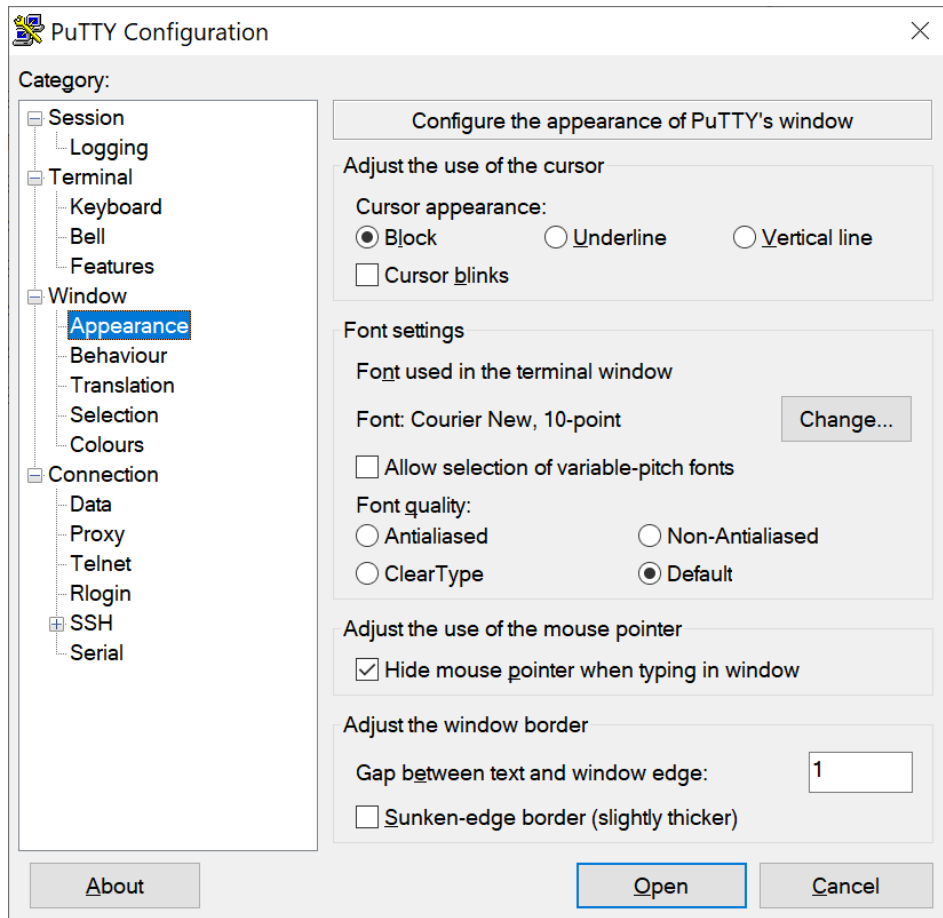 PuTTY Configuration
Category:
Session
Logging
Terminal
Keyboard
Bell
Features
Window
Appearance
Behaviour
Translation
Selection
Colours
Connection
Data
Proxy
Telnet
Rlogin
SSH
Serial
Configure the appearance of PuTTY's window
Adjust the use of the cursor
Cursor appearance:
Block Underline Vertical line
Cursor blinks
Font settings
Font used in the terminal window
Font: Courier New, 10-point Change...
Allow selection of variable-pitch fonts
Font quality:
Antialiased Non-Antialiased
ClearType Default
Adjust the use of the mouse pointer
Hide mouse pointer when typing in window
Adjust the window border
Gap between text and window edge: 1
Sunken-edge border (slightly thicker)
About Open Cancel